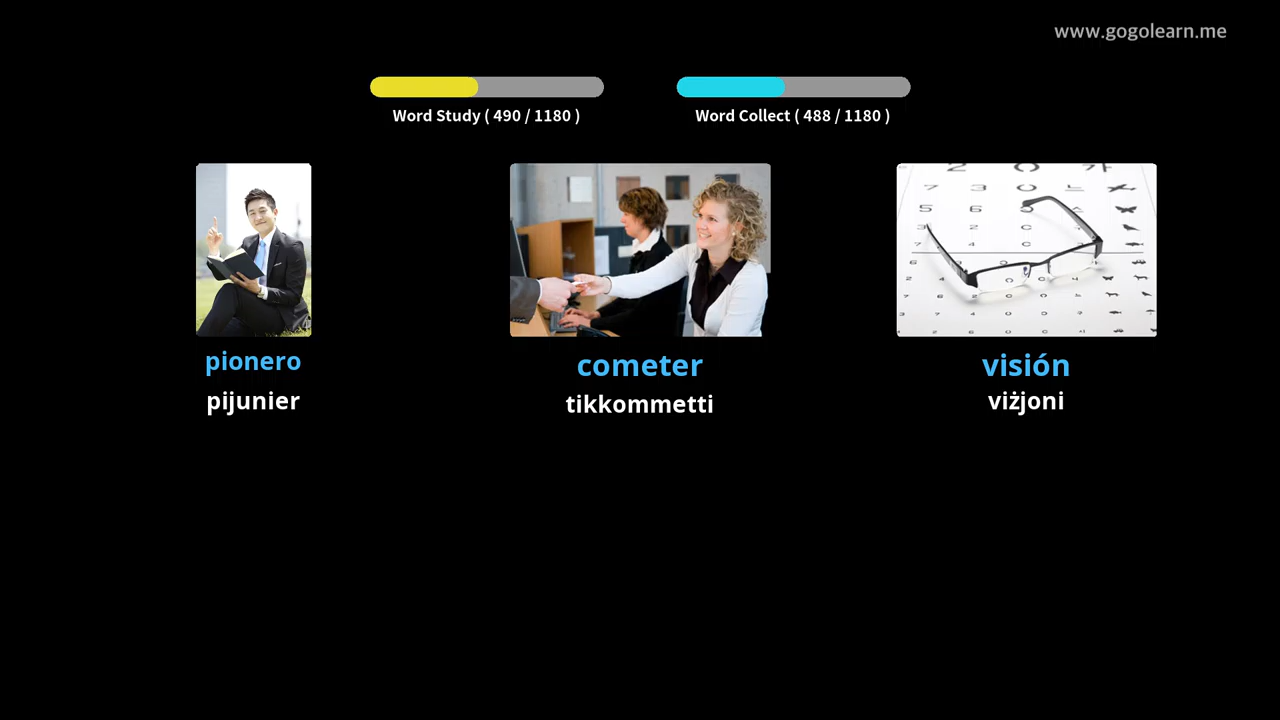 www.gogolearn.me
Word Study ( 490 / 1180 )
Word Collect ( 488 / 1180 )
pionero
cometer
visión
pijunier
tikkommetti
viżjoni